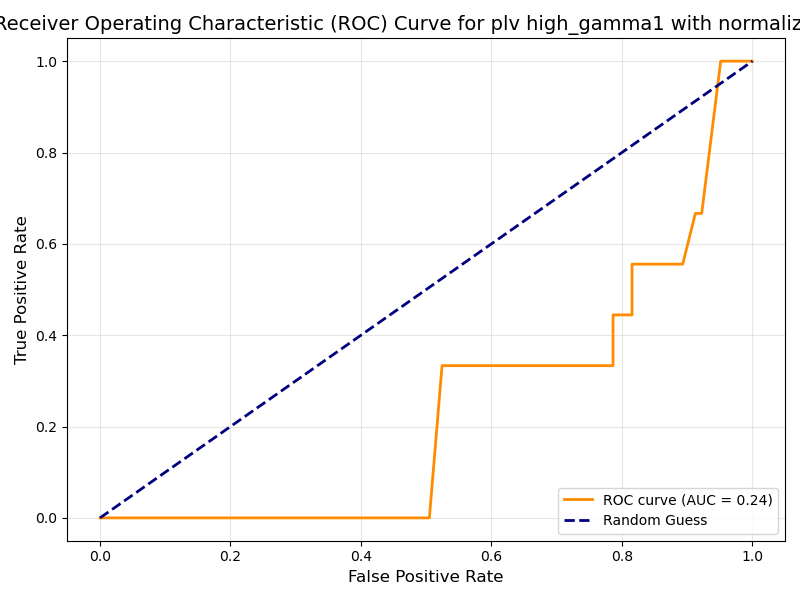 Receiver Operating Characteristic (ROC) Curve for plv high_gamma1 with normaliz
1.0
0.8
0.6
0.4
0.2
0.0
True Positive Rate
ROC curve (AUC = 0.24)
Random Guess
0.0 0.2 0.4 0.6 0.8 1.0
False Positive Rate